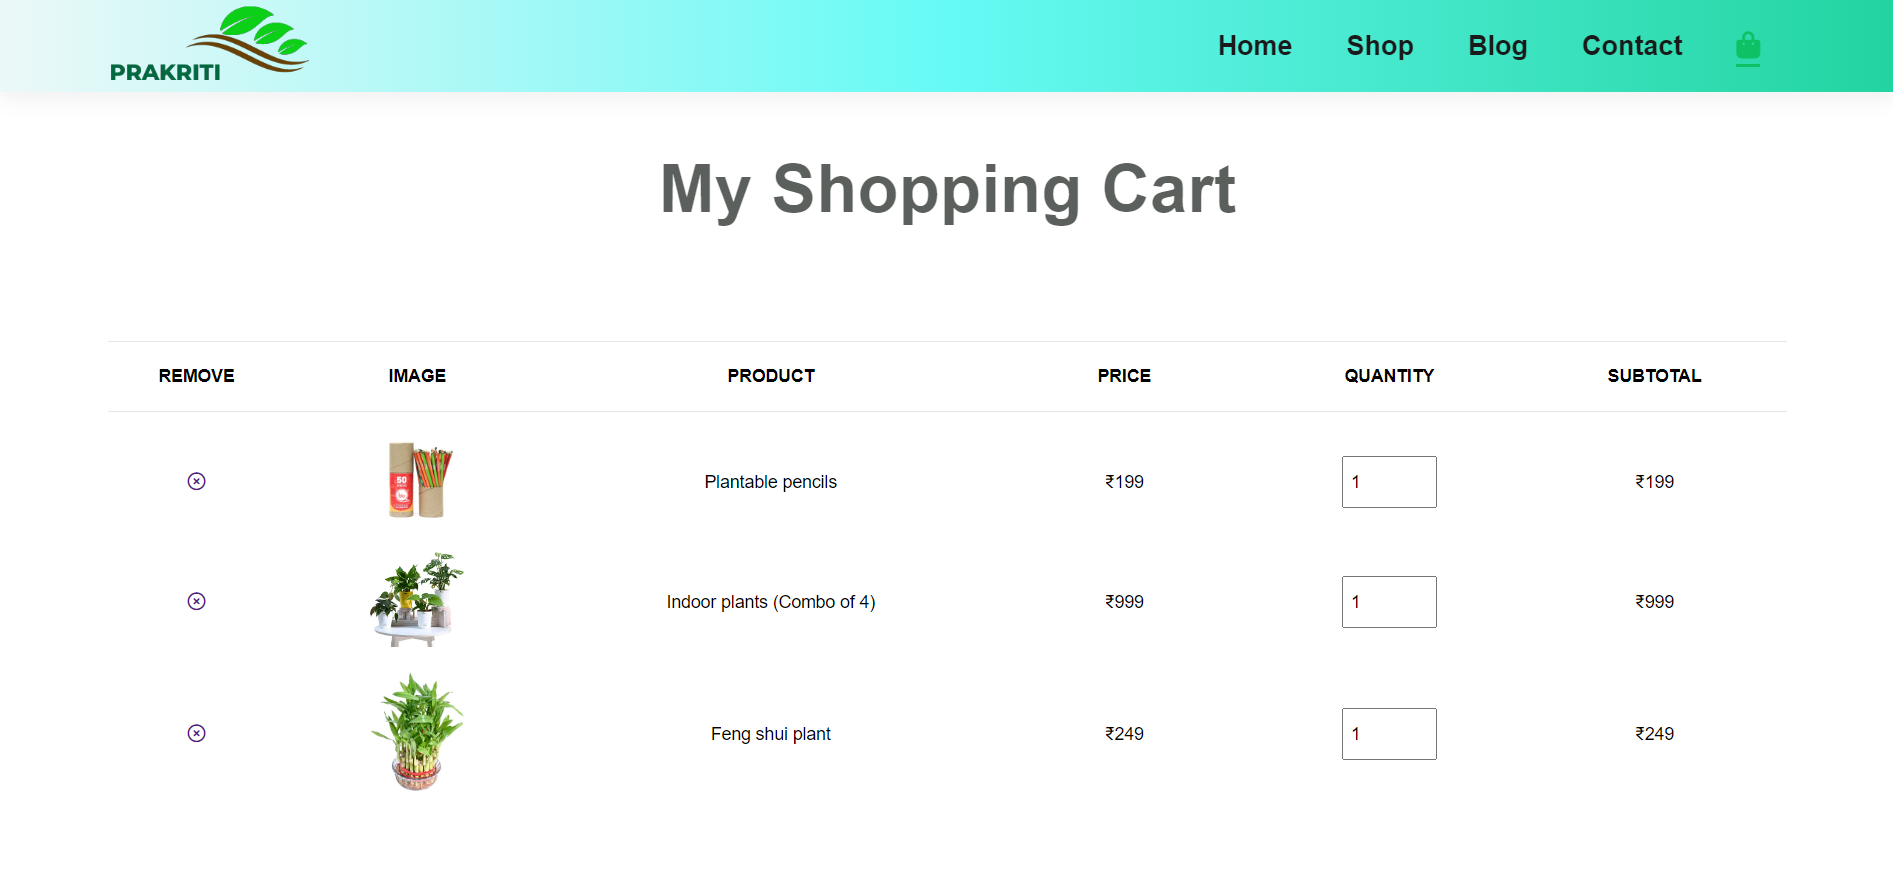 PRAKRITI
Home Shop Blog Contact
My Shopping Cart
REMOVE IMAGE PRODUCT PRICE QUANTITY SUBTOTAL
50
Plantable pencils ₹199 1 ₹199
Indoor plants (Combo of 4) ₹999 1 ₹999
Feng shui plant ₹249 1 ₹249